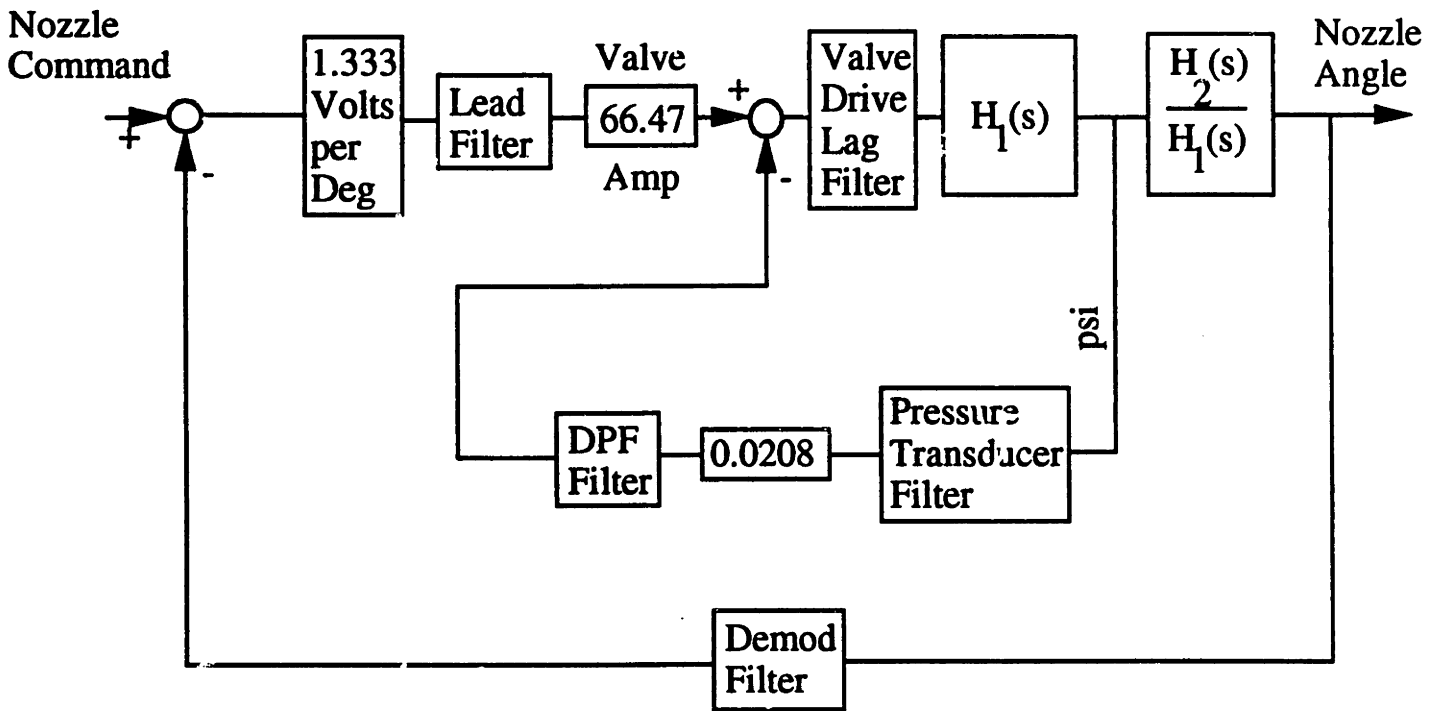 Nozzle
Command
+
-
1.333
Volts
per
Deg
Lead
Filter
Valve
66.47
Amp
+
-
Valve
Drive
Lag
Filter
H1(s)
H2(s)
H1(s)
Nozzle
Angle
psi
DPF
Filter
0.0208
Pressure
Transducer
Filter
Demod
Filter